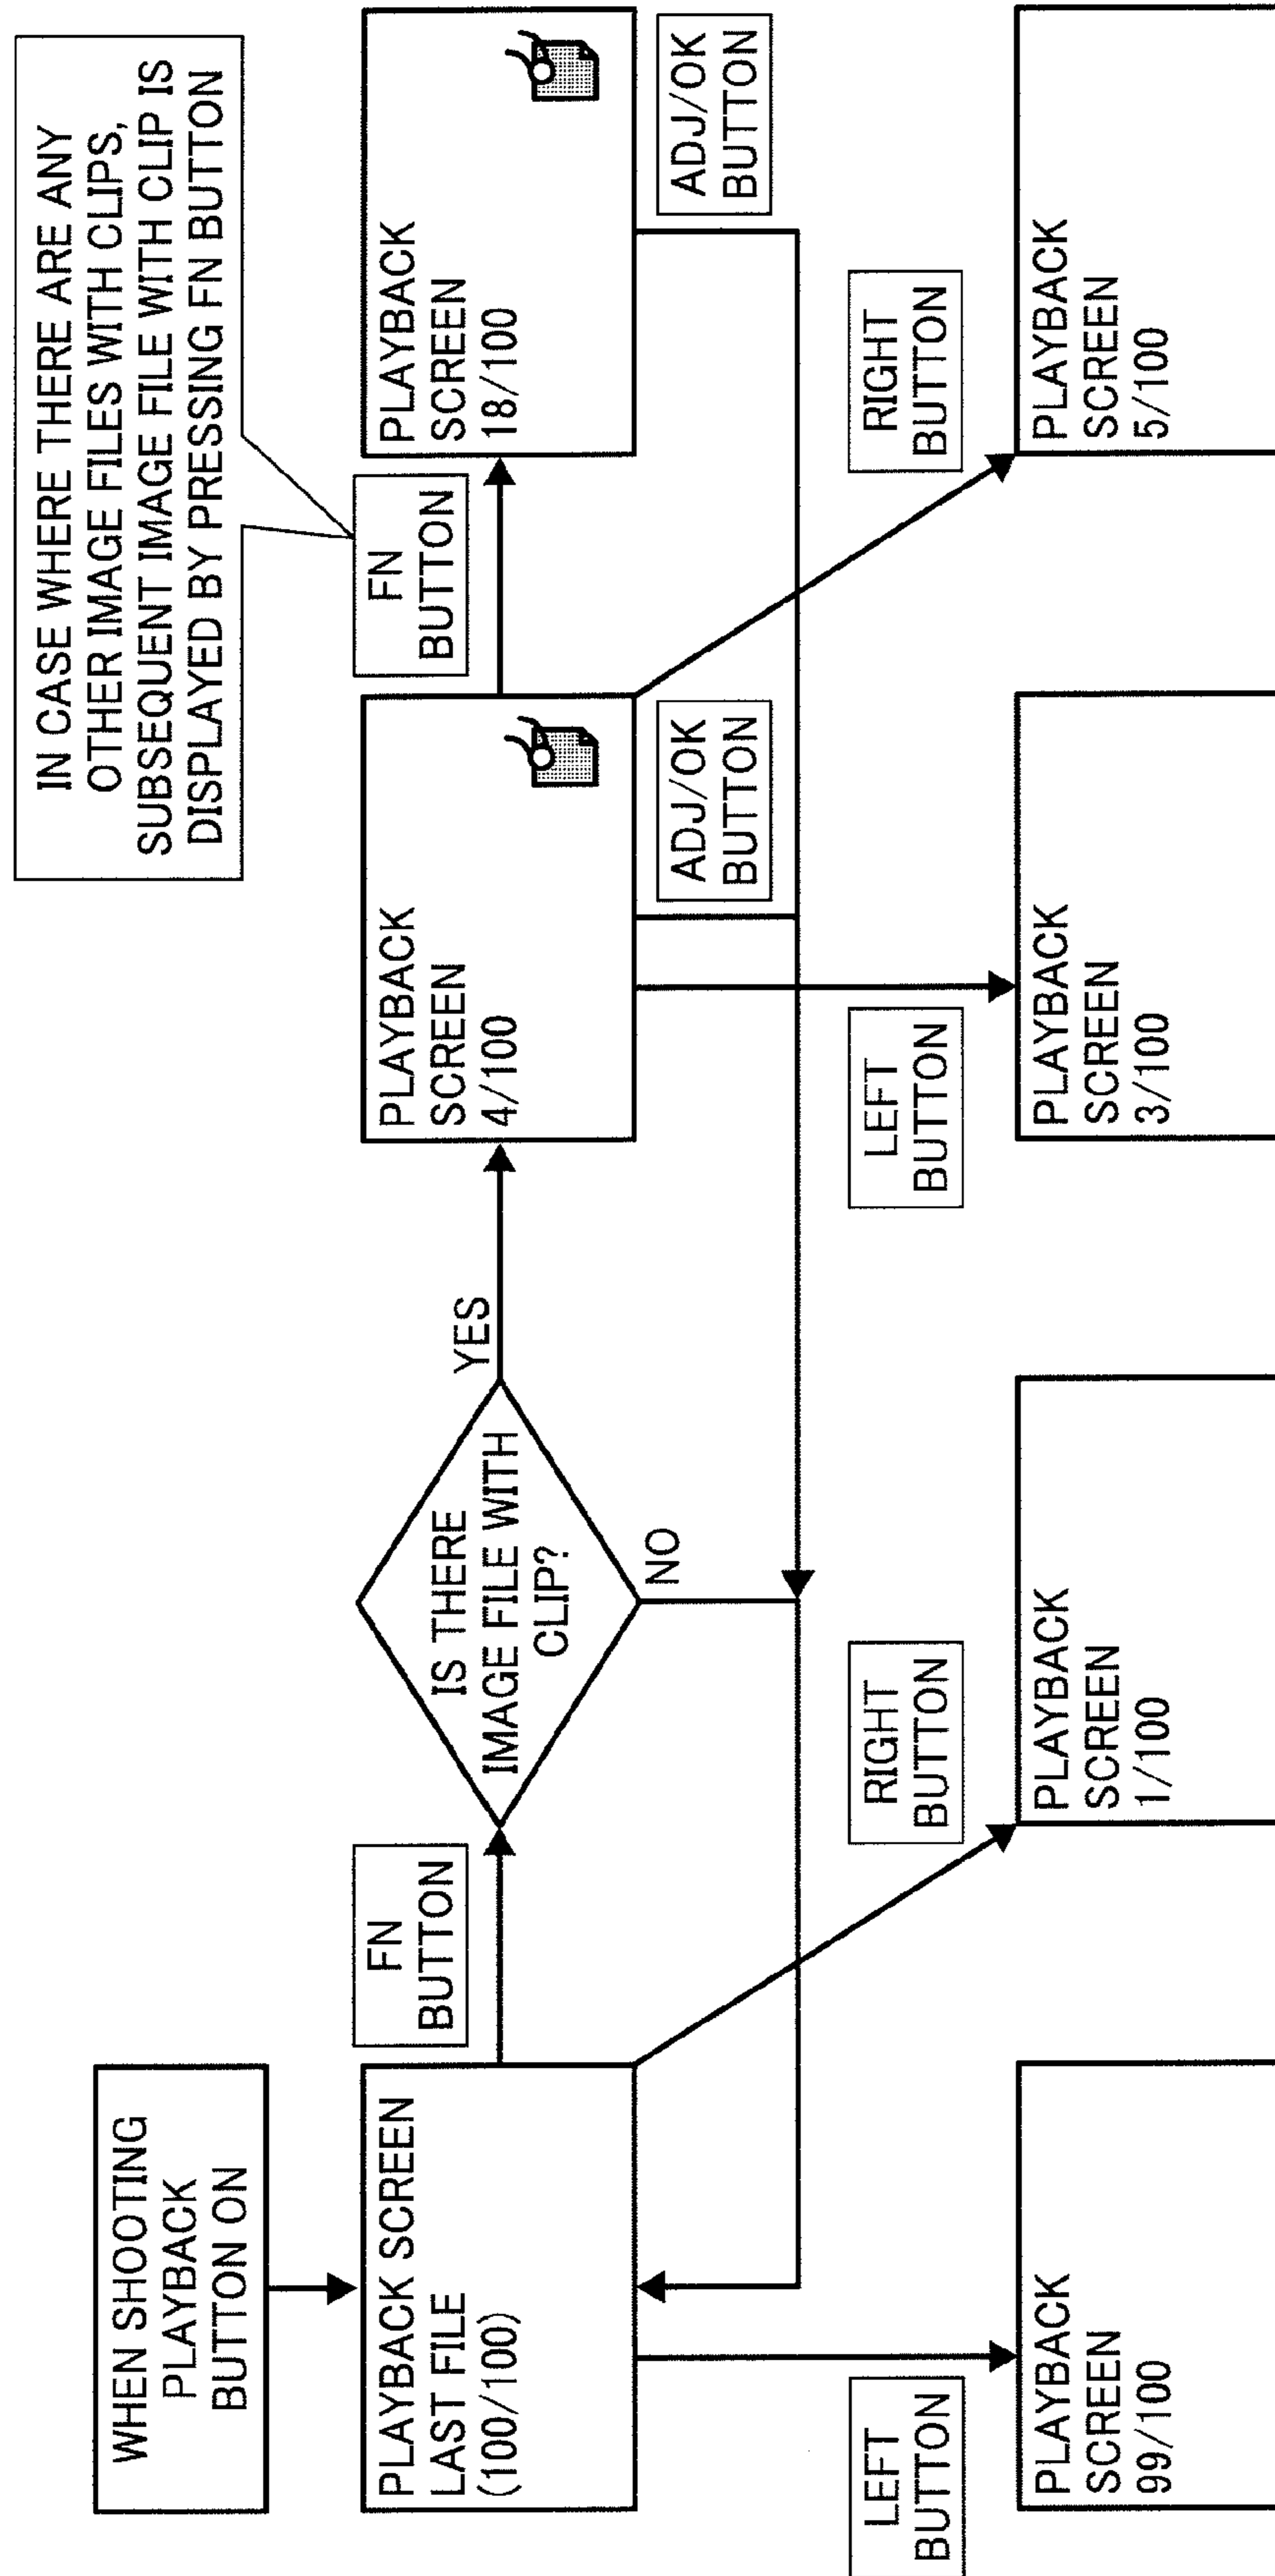 WHEN SHOOTING
PLAYBACK
BUTTON ON
IN CASE WHERE THERE ARE ANY
OTHER IMAGE FILES WITH CLIPS,
SUBSEQUENT IMAGE FILE WITH CLIP IS
DISPLAYED BY PRESSING FN BUTTON
PLAYBACK SCREEN
LAST FILE
(100/100)
FN
BUTTON
IS THERE
IMAGE FILE WITH
CLIP?
YES
NO
PLAYBACK
SCREEN
4/100
FN
BUTTON
PLAYBACK
SCREEN
18/100
ADJ/OK
BUTTON
ADJ/OK
BUTTON
LEFT
BUTTON
RIGHT
BUTTON
LEFT
BUTTON
RIGHT
BUTTON
PLAYBACK
SCREEN
99/100
PLAYBACK
SCREEN
1/100
PLAYBACK
SCREEN
3/100
PLAYBACK
SCREEN
5/100